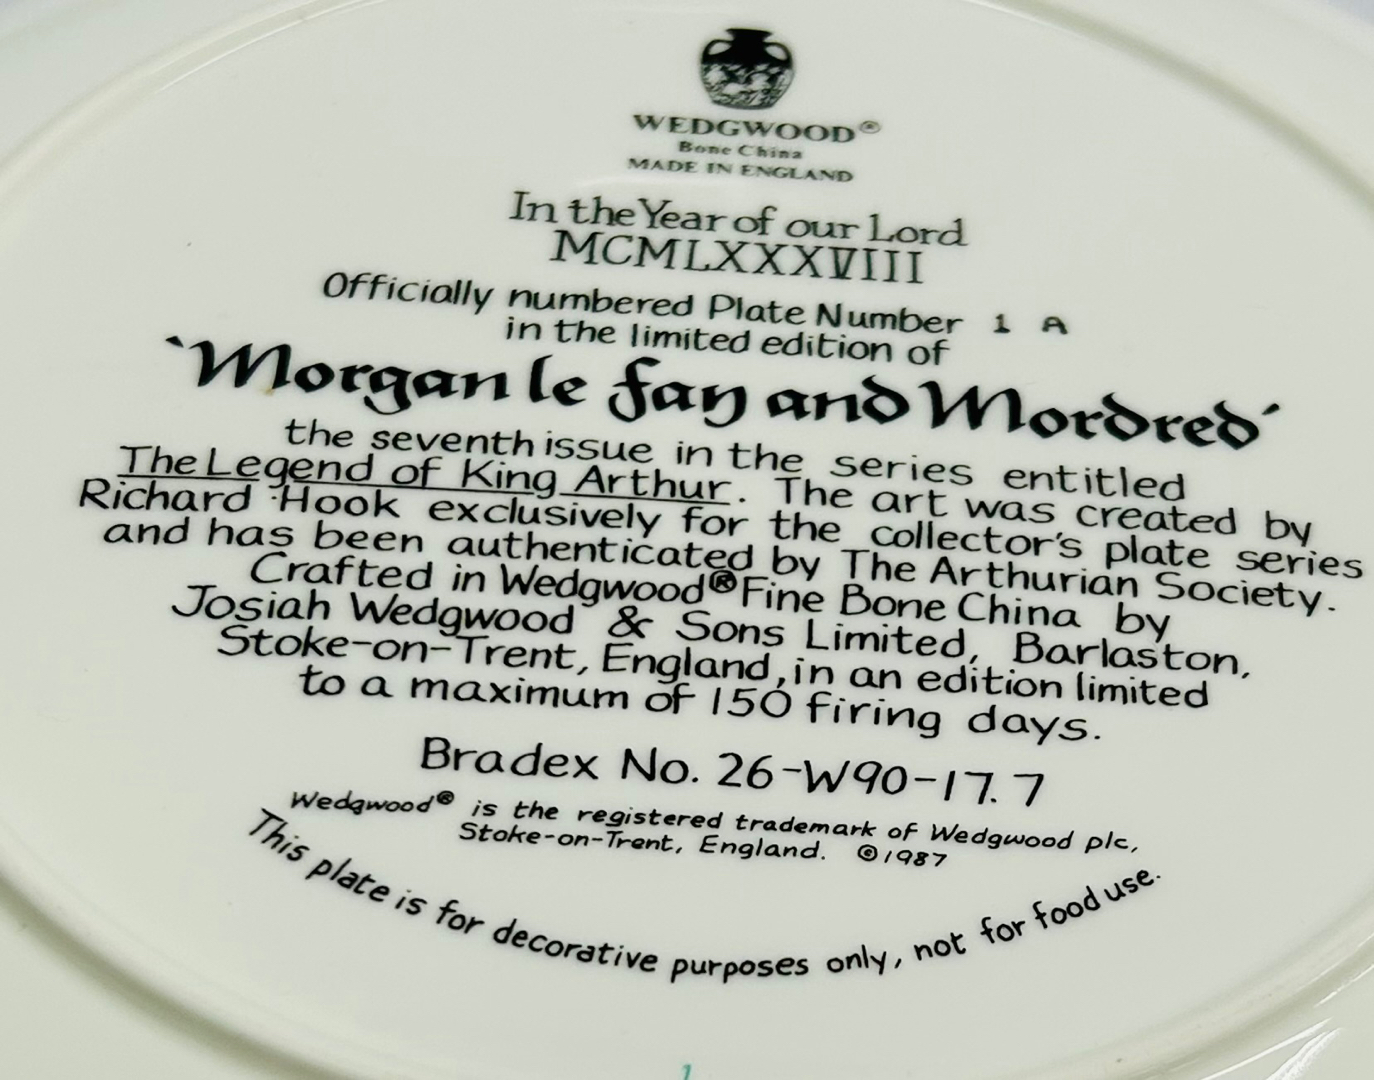 WEDGWOOD®
Bone China
MADE IN ENGLAND
In the Year of our Lord
MCMLXXXVIII
Officially numbered Plate Number 1 A
in the limited edition of
'Morgan le Fay and Mordred'
the seventh issue in the series entitled
The Legend of King Arthur. The art was created by
Richard Hook exclusively for the collector's plate series
and has been authenticated by The Arthurian Society.
Crafted in Wedgwood® Fine Bone China by
Josiah Wedgwood & Sons Limited, Barlaston,
Stoke-on-Trent, England, in an edition limited
to a maximum of 150 firing days.
Bradex No. 26-W90-17.7
Wedgwood® is the registered trademark of Wedgwood plc,
Stoke-on-Trent, England. ©1987
This plate is for decorative purposes only, not for food use.
1